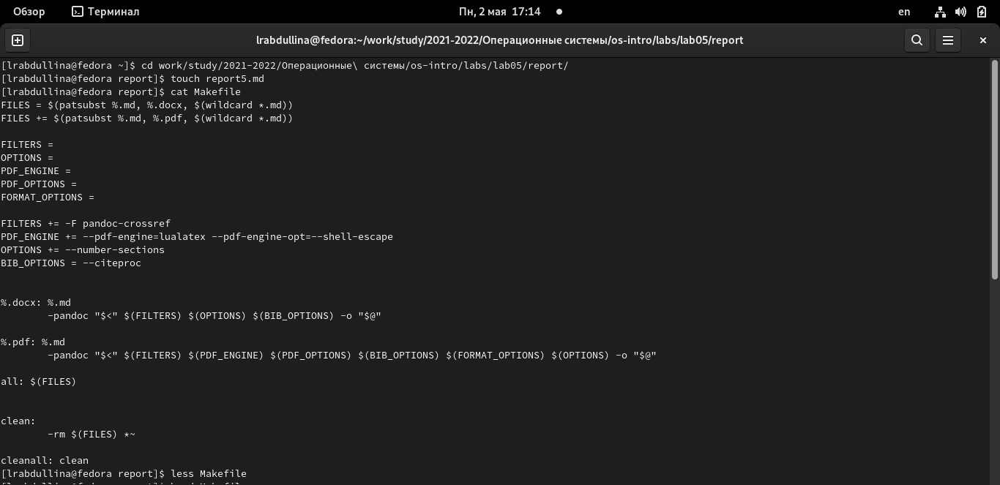 Обзор Терминал Пн, 2 мая 17:14 en
lrabdullina@fedora:~/work/study/2021-2022/Операционные системы/os-intro/labs/lab05/report
[lrabdullina@fedora ~]$ cd work/study/2021-2022/Операционные\ системы/os-intro/labs/lab05/report/
[lrabdullina@fedora report]$ touch report5.md
[lrabdullina@fedora report]$ cat Makefile
FILES = $(patsubst %.md, %.docx, $(wildcard *.md))
FILES += $(patsubst %.md, %.pdf, $(wildcard *.md))
FILTERS =
OPTIONS =
PDF_ENGINE =
PDF_OPTIONS =
FORMAT_OPTIONS =
FILTERS += -F pandoc-crossref
PDF_ENGINE += --pdf-engine=lualatex --pdf-engine-opt=--shell-escape
OPTIONS += --number-sections
BIB_OPTIONS = --citeproc
%.docx: %.md
-pandoc "$<" $(FILTERS) $(OPTIONS) $(BIB_OPTIONS) -o "$@"
%.pdf: %.md
-pandoc "$<" $(FILTERS) $(PDF_ENGINE) $(PDF_OPTIONS) $(BIB_OPTIONS) $(FORMAT_OPTIONS) $(OPTIONS) -o "$@"
all: $(FILES)
clean:
-rm $(FILES) *~
cleanall: clean
[lrabdullina@fedora report]$ less Makefile